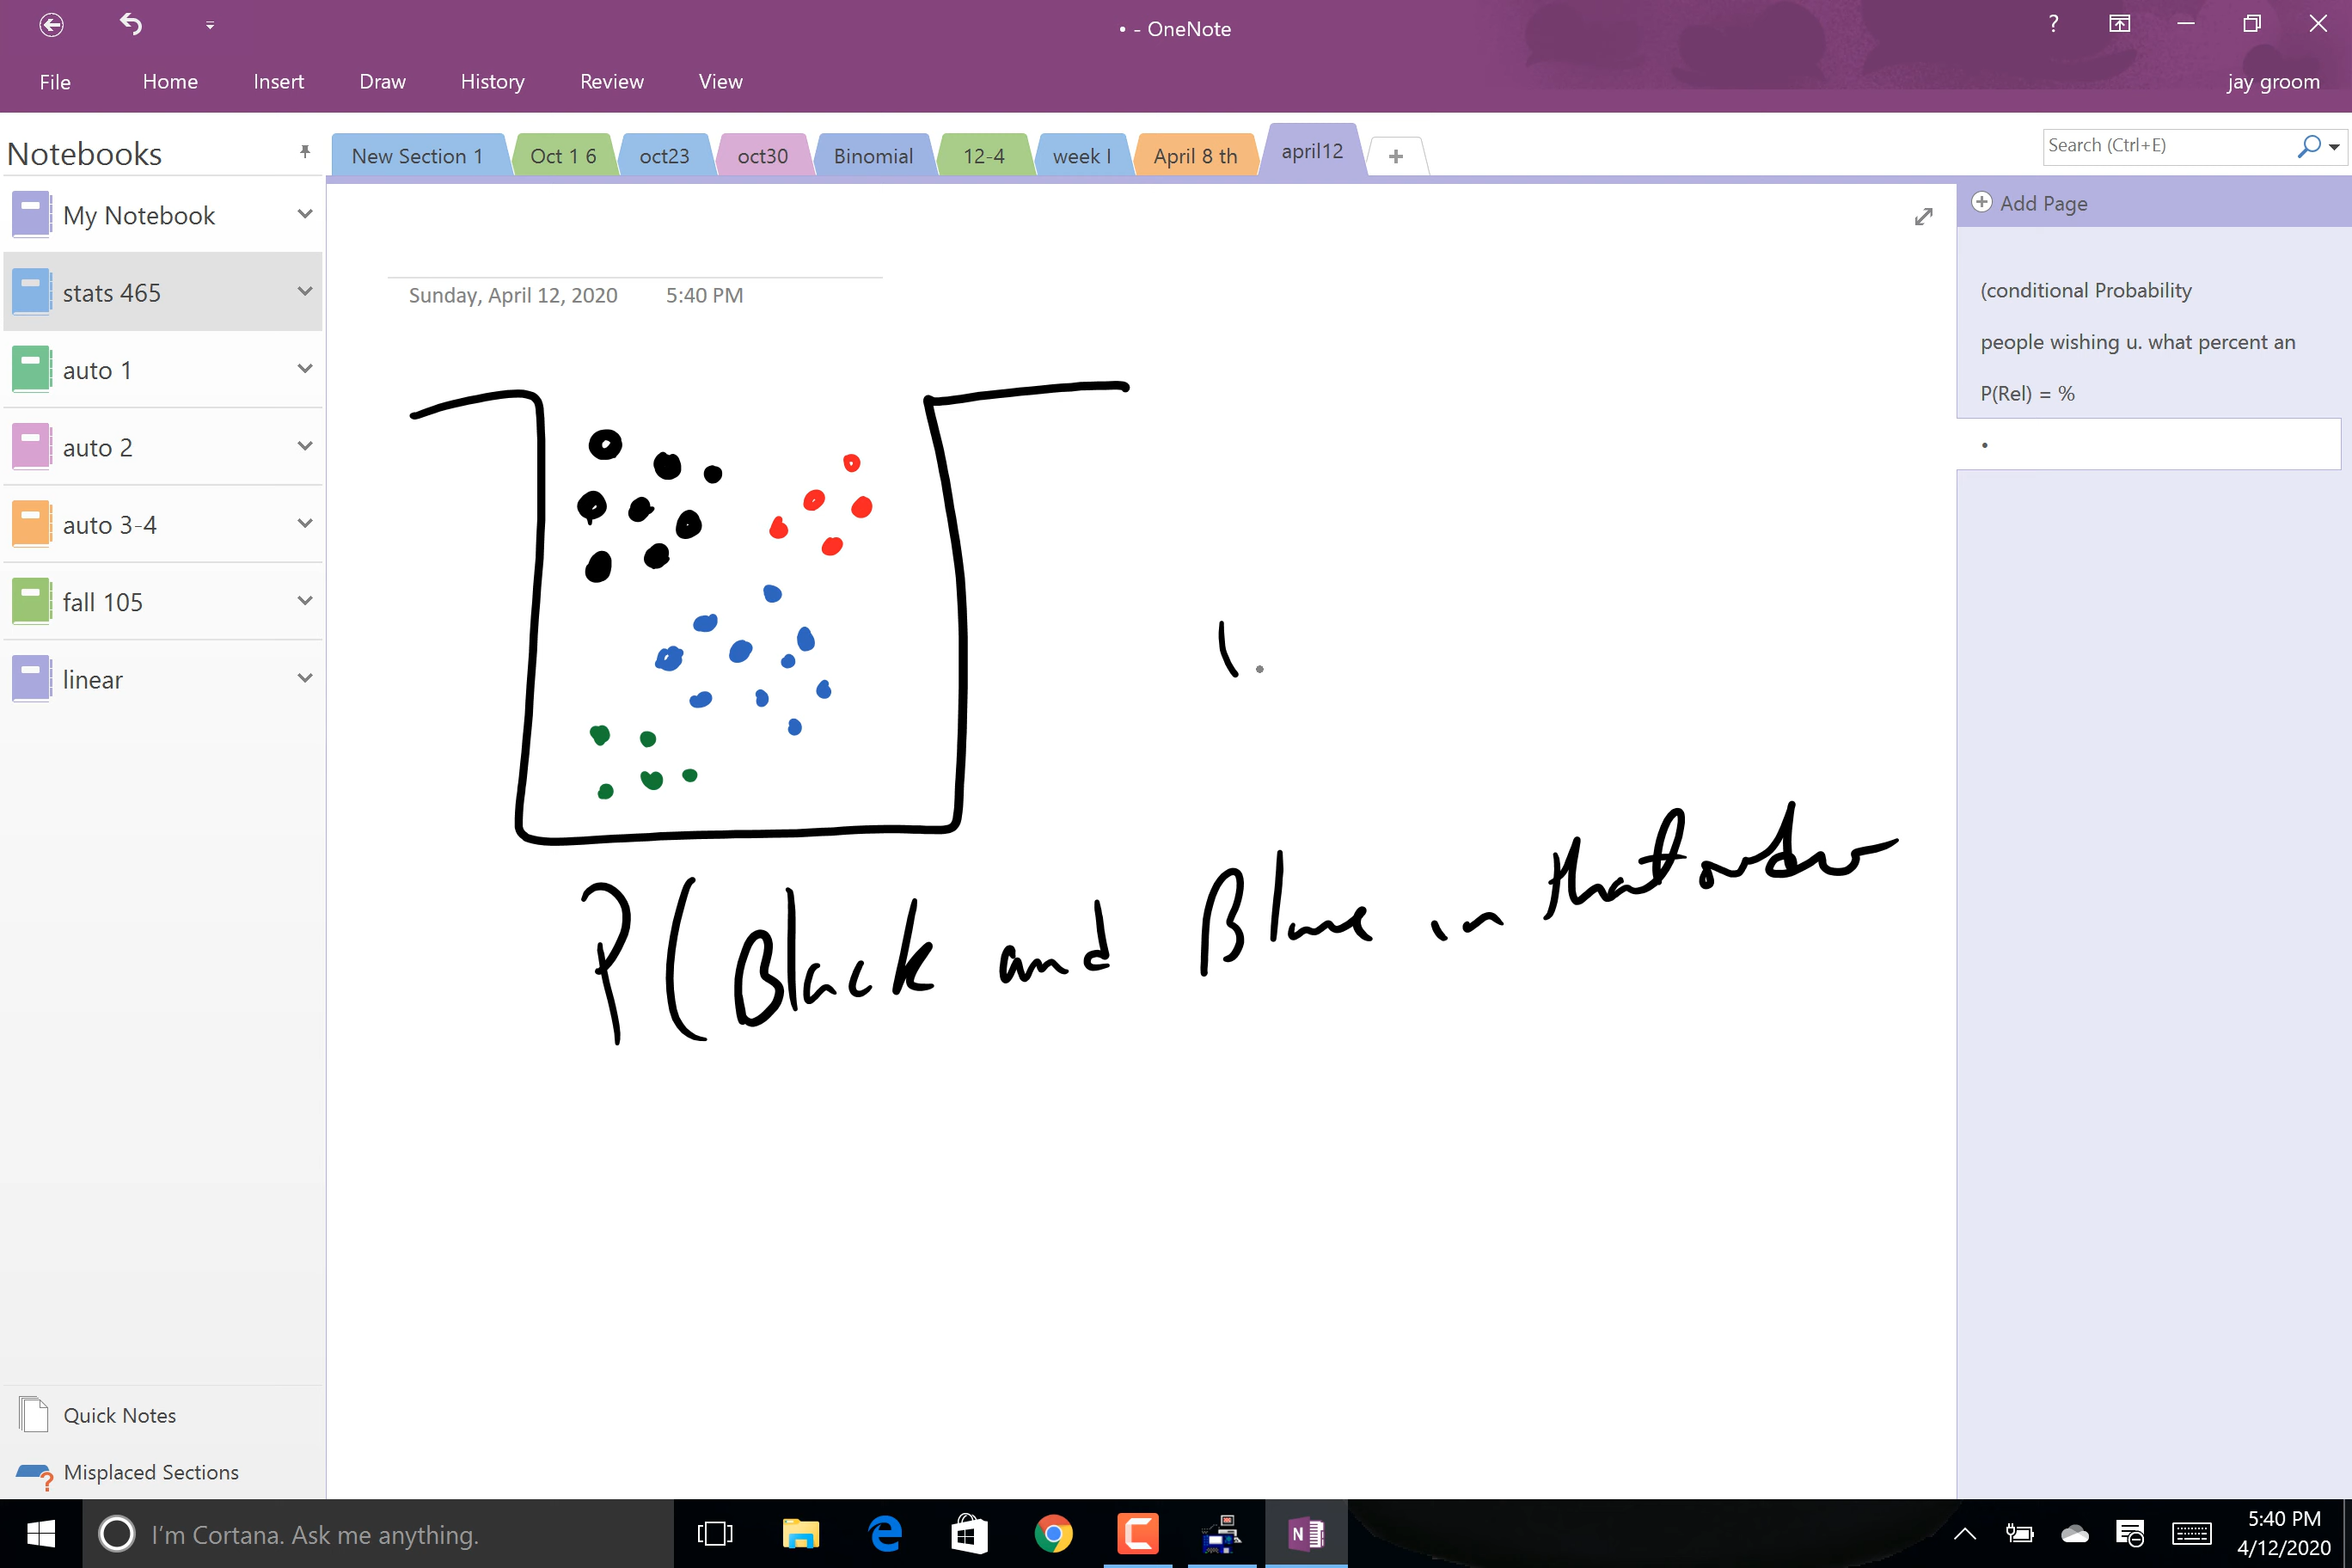 • - OneNote
?
File Home Insert Draw History Review View
jay groom
Notebooks
New Section 1 Oct 1 6 oct23 oct30 Binomial 12-4 week I April 8 th april12 +
Search (Ctrl+E)
My Notebook
stats 465
auto 1
auto 2
auto 3-4
fall 105
linear
Sunday, April 12, 2020 5:40 PM
P(Black and Blue in that order
Add Page
(conditional Probability
people wishing u. what percent an
P(Rel) = %
•
Quick Notes
Misplaced Sections
I'm Cortana. Ask me anything.
5:40 PM
4/12/2020